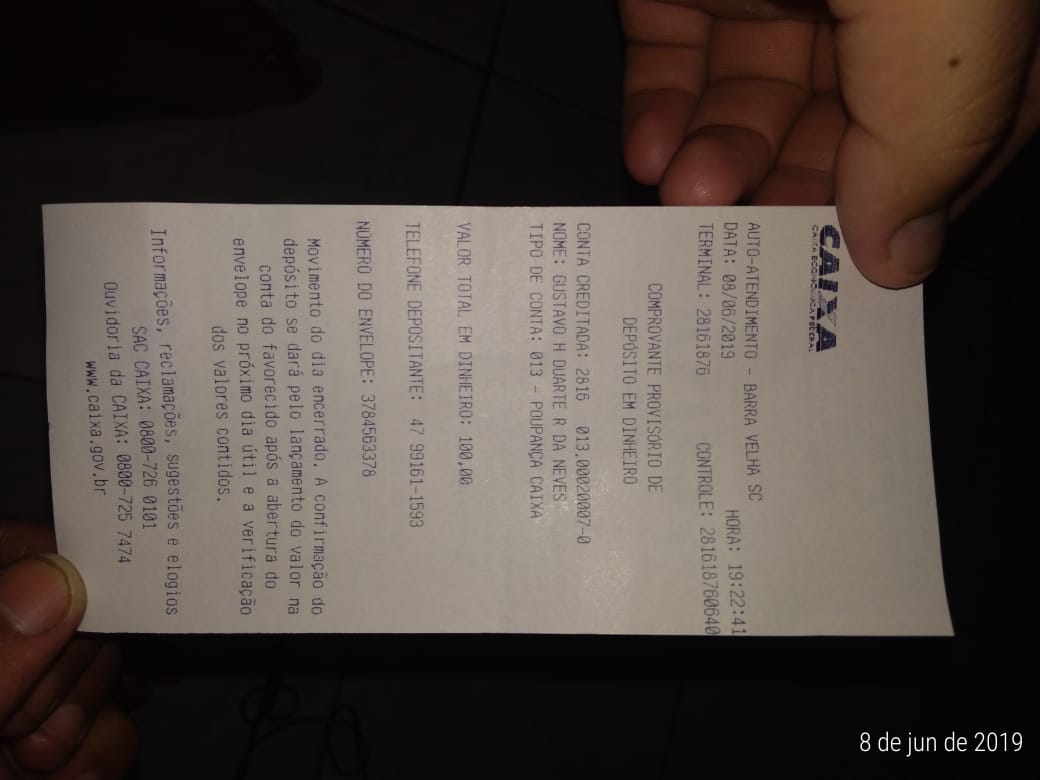 CAIXA
CAIXA ECONÔMICA FEDERAL
AUTO-ATENDIMENTO - BARRA VELHA SC
DATA: 08/06/2019 HORA: 19:22:41
TERMINAL: 28161876 CONTROLE: 281618760640
COMPROVANTE PROVISÓRIO DE
DEPÓSITO EM DINHEIRO
CONTA CREDITADA: 2816 013.00020007-0
NOME: GUSTAVO H DUARTE R DA NEVES
TIPO DE CONTA: 013 - POUPANÇA CAIXA
VALOR TOTAL EM DINHEIRO: 100,00
TELEFONE DEPOSITANTE: 47 99161-1593
NÚMERO DO ENVELOPE: 3784563378
Movimento do dia encerrado. A confirmação do
depósito se dará pelo lançamento do valor na
conta do favorecido após a abertura do
envelope no próximo dia útil e a verificação
dos valores contidos.
Informações, reclamações, sugestões e elogios
SAC CAIXA: 0800-726 0101
Ouvidoria da CAIXA: 0800-725 7474
www.caixa.gov.br
8 de jun de 2019